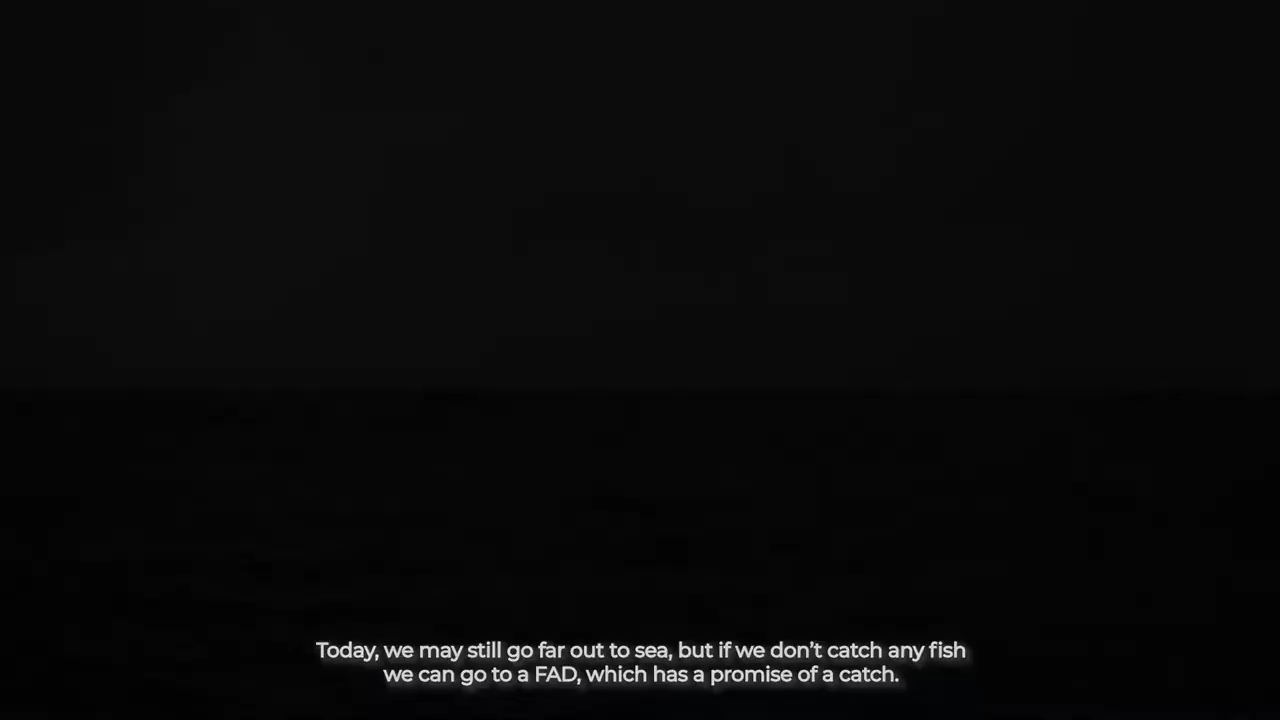 Today, we may still go far out to sea, but if we don’t catch any fish
we can go to a FAD, which has a promise of a catch.